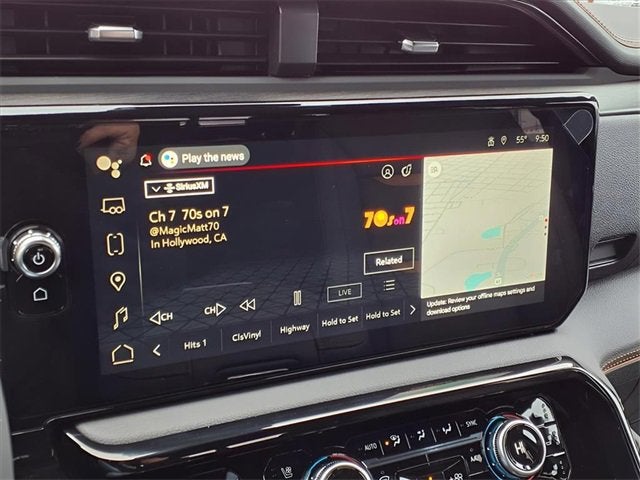 Play the news
55° 9:50
SiriusXM
Ch 7 70s on 7
@MagicMatt70
In Hollywood, CA
70s on 7
Related
CH
CH
LIVE
Hits 1
ClsVinyl
Highway
Hold to Set
Hold to Set
Update: Review your offline maps settings and
download options
AUTO
SYNC